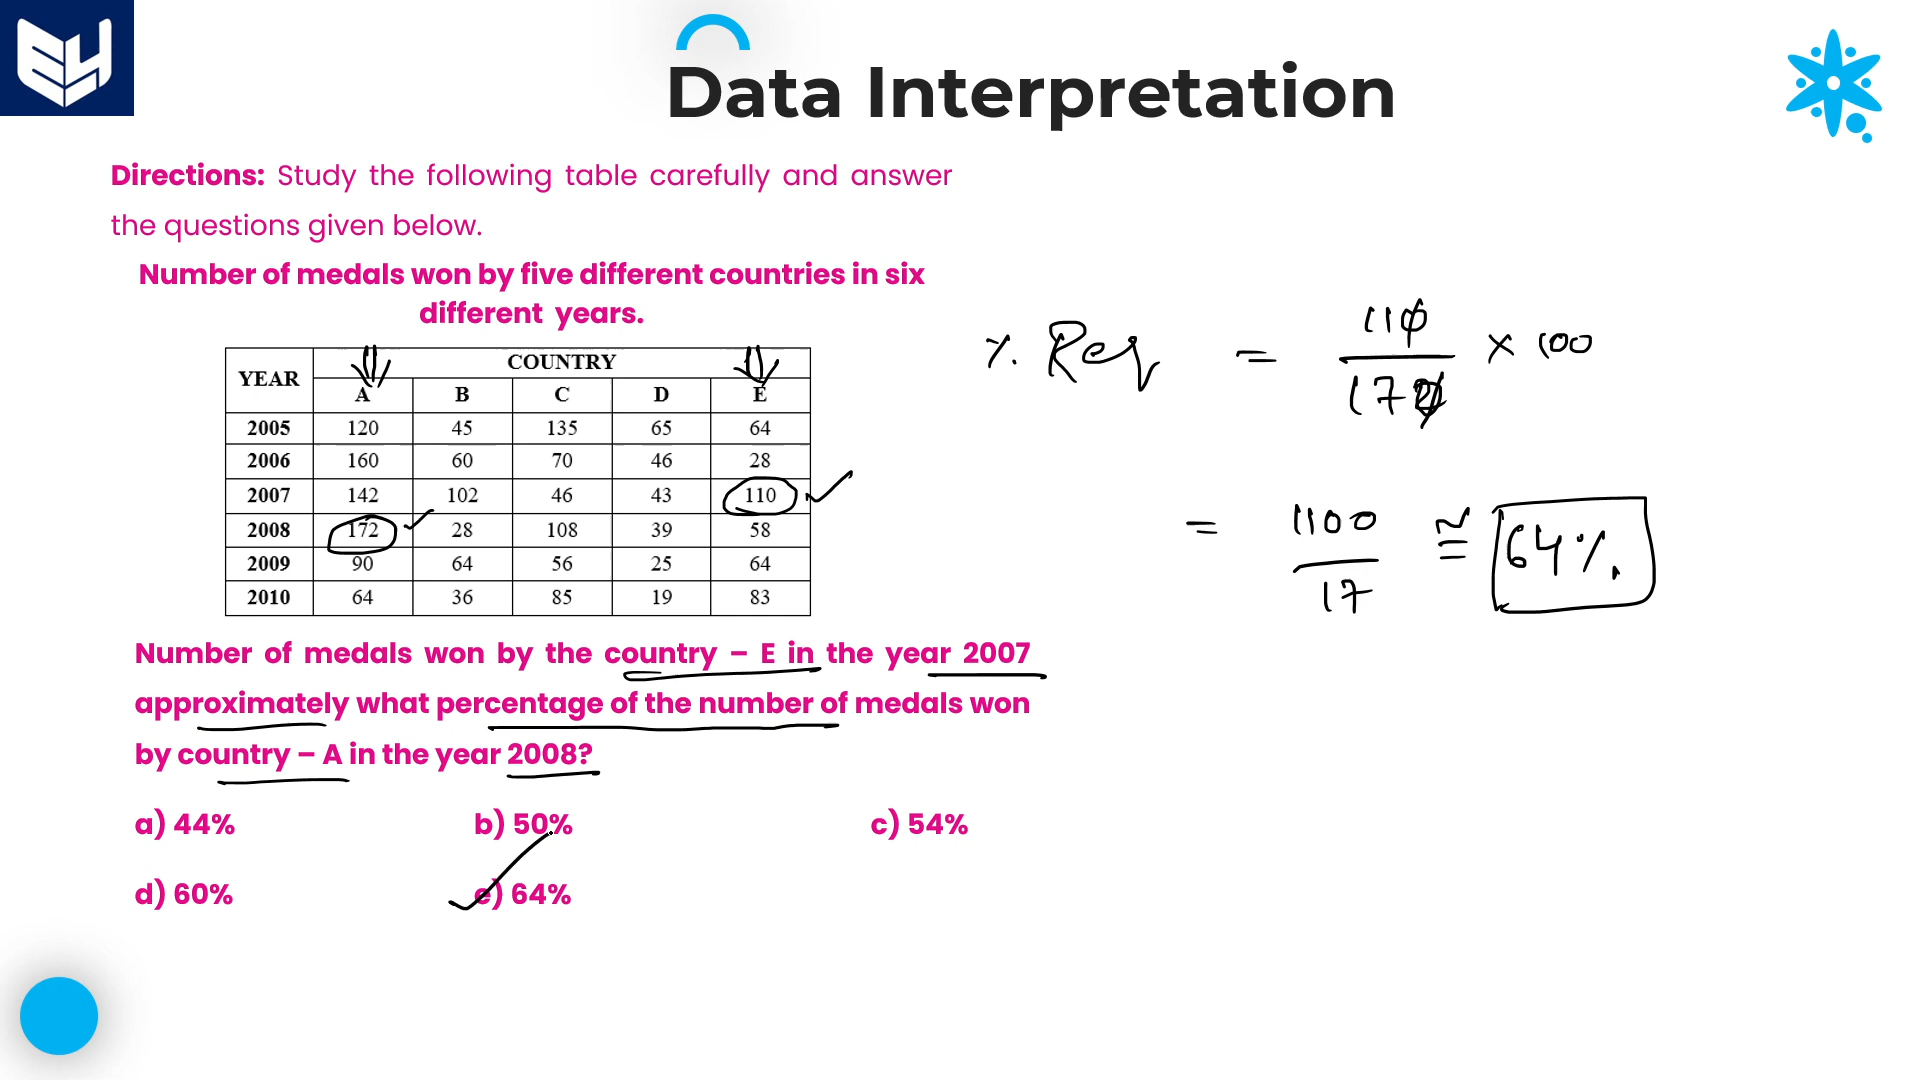 EY
Data Interpretation
Directions: Study the following table carefully and answer
the questions given below.
Number of medals won by five different countries in six
different years.
YEAR COUNTRY
A B C D E
2005 120 45 135 65 64
2006 160 60 70 46 28
2007 142 102 46 43 110
2008 172 28 108 39 58
2009 90 64 56 25 64
2010 64 36 85 19 83
Number of medals won by the country – E in the year 2007
approximately what percentage of the number of medals won
by country – A in the year 2008?
a) 44% b) 50% c) 54%
d) 60% e) 64%
% Req = 110/170 × 100
= 1100/17 ≅ 64%